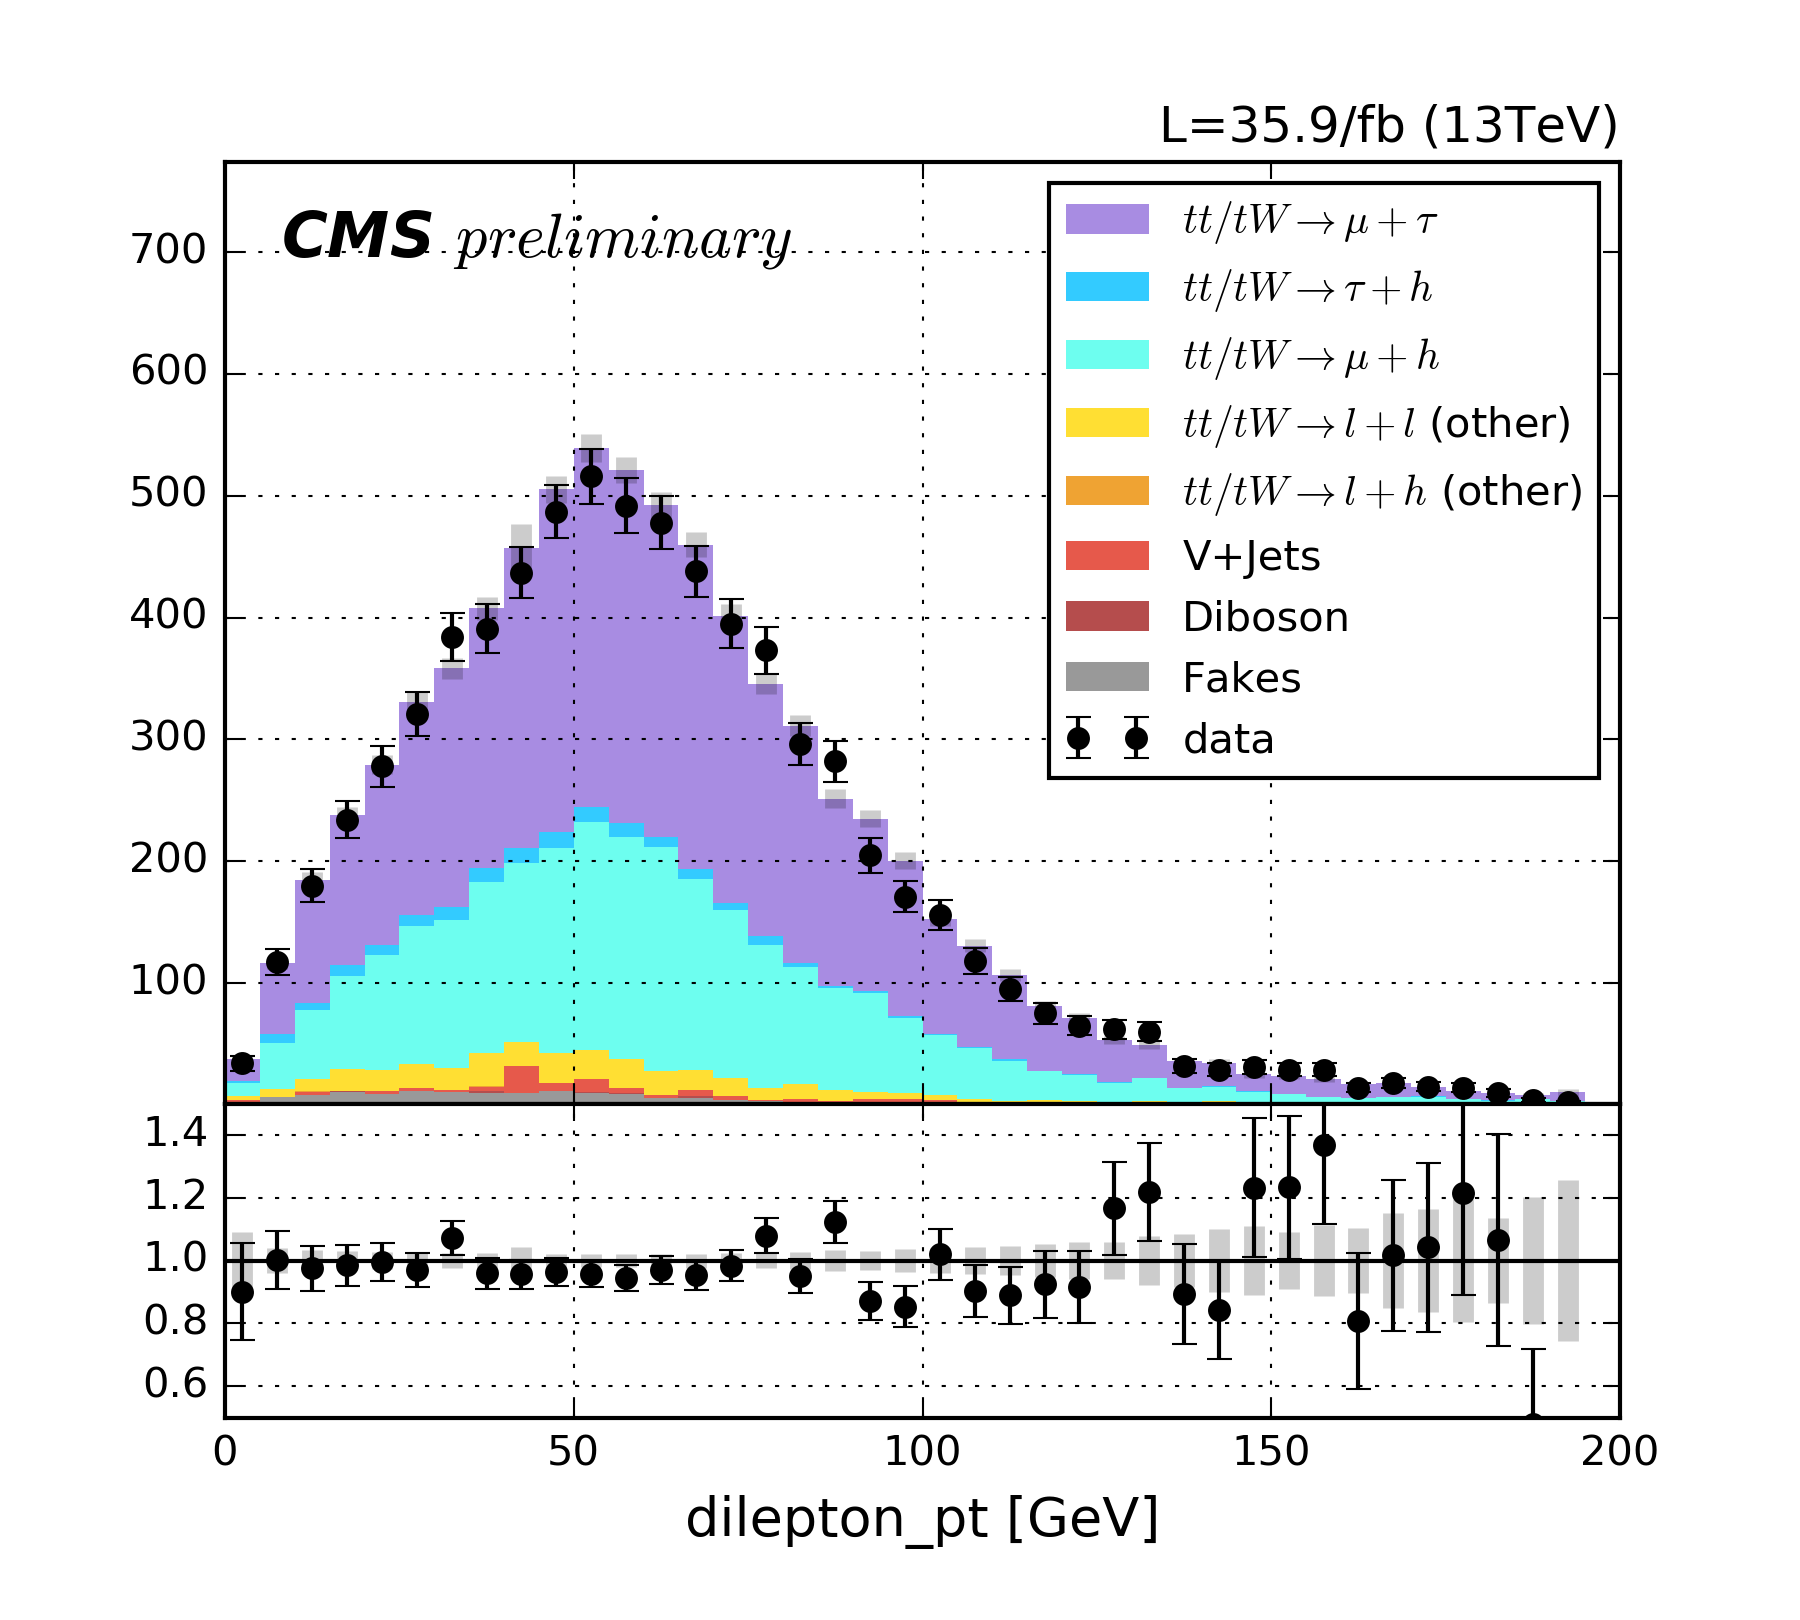 L=35.9/fb (13TeV)
CMS preliminary
tt/tW→μ+τ
tt/tW→τ+h
tt/tW→μ+h
tt/tW→l+l (other)
tt/tW→l+h (other)
V+Jets
Diboson
Fakes
data
700
600
500
400
300
200
100
1.4
1.2
1.0
0.8
0.6
0 50 100 150 200
dilepton_pt [GeV]